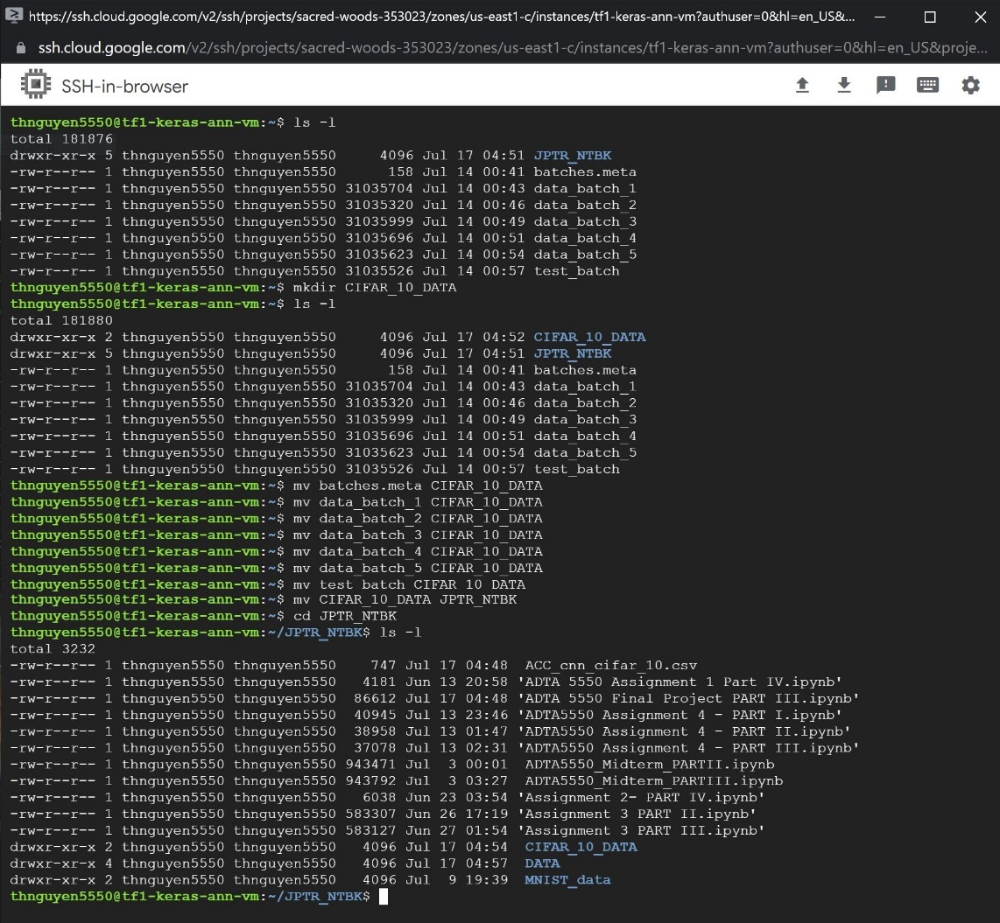 https://ssh.cloud.google.com/v2/ssh/projects/sacred-woods-353023/zones/us-east1-c/instances/tf1-keras-ann-vm?authuser=0&hl=en_US&...
ssh.cloud.google.com/v2/ssh/projects/sacred-woods-353023/zones/us-east1-c/instances/tf1-keras-ann-vm?authuser=0&hl=en_US&proje...
SSH-in-browser
thnguyen5550@tf1-keras-ann-vm:~$ ls -l
total 181876
drwxr-xr-x 5 thnguyen5550 thnguyen5550     4096 Jul 17 04:51 JPTR_NTBK
-rw-r--r-- 1 thnguyen5550 thnguyen5550      158 Jul 14 00:41 batches.meta
-rw-r--r-- 1 thnguyen5550 thnguyen5550 31035704 Jul 14 00:43 data_batch_1
-rw-r--r-- 1 thnguyen5550 thnguyen5550 31035320 Jul 14 00:46 data_batch_2
-rw-r--r-- 1 thnguyen5550 thnguyen5550 31035999 Jul 14 00:49 data_batch_3
-rw-r--r-- 1 thnguyen5550 thnguyen5550 31035696 Jul 14 00:51 data_batch_4
-rw-r--r-- 1 thnguyen5550 thnguyen5550 31035623 Jul 14 00:54 data_batch_5
-rw-r--r-- 1 thnguyen5550 thnguyen5550 31035526 Jul 14 00:57 test_batch
thnguyen5550@tf1-keras-ann-vm:~$ mkdir CIFAR_10_DATA
thnguyen5550@tf1-keras-ann-vm:~$ ls -l
total 181880
drwxr-xr-x 2 thnguyen5550 thnguyen5550     4096 Jul 17 04:52 CIFAR_10_DATA
drwxr-xr-x 5 thnguyen5550 thnguyen5550     4096 Jul 17 04:51 JPTR_NTBK
-rw-r--r-- 1 thnguyen5550 thnguyen5550      158 Jul 14 00:41 batches.meta
-rw-r--r-- 1 thnguyen5550 thnguyen5550 31035704 Jul 14 00:43 data_batch_1
-rw-r--r-- 1 thnguyen5550 thnguyen5550 31035320 Jul 14 00:46 data_batch_2
-rw-r--r-- 1 thnguyen5550 thnguyen5550 31035999 Jul 14 00:49 data_batch_3
-rw-r--r-- 1 thnguyen5550 thnguyen5550 31035696 Jul 14 00:51 data_batch_4
-rw-r--r-- 1 thnguyen5550 thnguyen5550 31035623 Jul 14 00:54 data_batch_5
-rw-r--r-- 1 thnguyen5550 thnguyen5550 31035526 Jul 14 00:57 test_batch
thnguyen5550@tf1-keras-ann-vm:~$ mv batches.meta CIFAR_10_DATA
thnguyen5550@tf1-keras-ann-vm:~$ mv data_batch_1 CIFAR_10_DATA
thnguyen5550@tf1-keras-ann-vm:~$ mv data_batch_2 CIFAR_10_DATA
thnguyen5550@tf1-keras-ann-vm:~$ mv data_batch_3 CIFAR_10_DATA
thnguyen5550@tf1-keras-ann-vm:~$ mv data_batch_4 CIFAR_10_DATA
thnguyen5550@tf1-keras-ann-vm:~$ mv data_batch_5 CIFAR_10_DATA
thnguyen5550@tf1-keras-ann-vm:~$ mv test_batch CIFAR_10_DATA
thnguyen5550@tf1-keras-ann-vm:~$ mv CIFAR_10_DATA JPTR_NTBK
thnguyen5550@tf1-keras-ann-vm:~$ cd JPTR_NTBK
thnguyen5550@tf1-keras-ann-vm:~/JPTR_NTBK$ ls -l
total 3232
-rw-r--r-- 1 thnguyen5550 thnguyen5550    747 Jul 17 04:48  ACC_cnn_cifar_10.csv
-rw-r--r-- 1 thnguyen5550 thnguyen5550   4181 Jun 13 20:58 'ADTA 5550 Assignment 1 Part IV.ipynb'
-rw-r--r-- 1 thnguyen5550 thnguyen5550  86612 Jul 17 04:48 'ADTA 5550 Final Project PART III.ipynb'
-rw-r--r-- 1 thnguyen5550 thnguyen5550  40945 Jul 13 23:46 'ADTA5550 Assignment 4 - PART I.ipynb'
-rw-r--r-- 1 thnguyen5550 thnguyen5550  38958 Jul 13 01:47 'ADTA5550 Assignment 4 - PART II.ipynb'
-rw-r--r-- 1 thnguyen5550 thnguyen5550  37078 Jul 13 02:31 'ADTA5550 Assignment 4 - PART III.ipynb'
-rw-r--r-- 1 thnguyen5550 thnguyen5550 943471 Jul  3 00:01  ADTA5550_Midterm_PARTII.ipynb
-rw-r--r-- 1 thnguyen5550 thnguyen5550 943792 Jul  3 03:27  ADTA5550_Midterm_PARTIII.ipynb
-rw-r--r-- 1 thnguyen5550 thnguyen5550   6038 Jun 23 03:54 'Assignment 2- PART IV.ipynb'
-rw-r--r-- 1 thnguyen5550 thnguyen5550 583307 Jun 26 17:19 'Assignment 3 PART II.ipynb'
-rw-r--r-- 1 thnguyen5550 thnguyen5550 583127 Jun 27 01:54 'Assignment 3 PART III.ipynb'
drwxr-xr-x 2 thnguyen5550 thnguyen5550   4096 Jul 17 04:54  CIFAR_10_DATA
drwxr-xr-x 4 thnguyen5550 thnguyen5550   4096 Jul 17 04:57  DATA
drwxr-xr-x 2 thnguyen5550 thnguyen5550   4096 Jul  9 19:39  MNIST_data
thnguyen5550@tf1-keras-ann-vm:~/JPTR_NTBK$